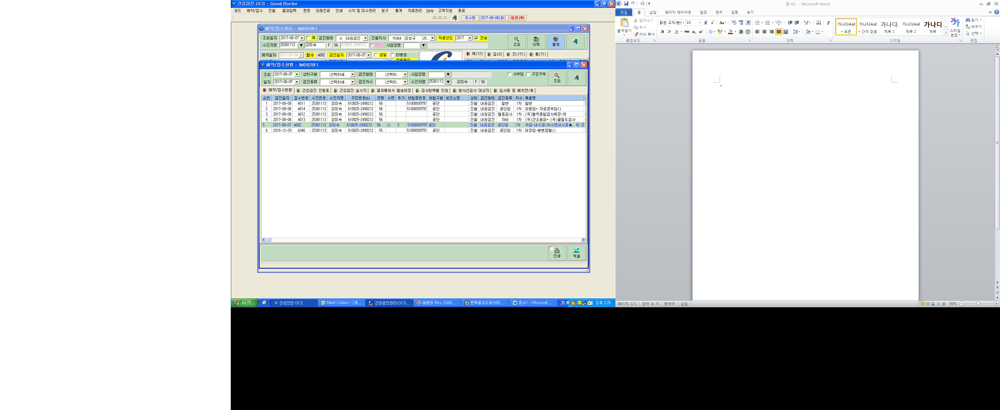 건강검진 OCS - Good Doctor
코드 예약/접수 진찰 결과입력 판정 외래진료 인쇄 수익 및 미수관리 청구 통계 자료관리 Help 고객지원 종료
08.08.01 유수현 2017-08-08(화) 내원(M)
예약/접수관리 - IMD010F1
조회일자 2017-08-07 예 검진형태 A 내원검진 진찰의사 15364 강성규 25... 적용년도 2017 전송
수진자명 25381113 강미숙 F 56 610825-2490212 VIP 사업장명
조회 이력 통계
예약일자 2017-07-04 접수 A002 검진일자 2017-08-07 금일 타병원
예(12) 접(0) 진(171) 통(71)
예약/접수현황 - IMD020F1
조회 2017-08-07 상하구분 선택하세... 검진형태 선택하... 사업장명 사부담 구강거부
일자 2017-08-07 검진종류 선택하세... 검진차수 선택하... 수진자명 25381113 강미숙 F 56
조회
예약/접수현황 건강검진 진행표 건강검진 실시자 결과통보서 발송대장 검사항목별 인원 방사선검사 대상자 입사용 및 배치전/후
순번 검진일자 접수번호 수진번호 수진자명 주민번호(6) 연령 수면 추가 보험증번호 보험구분 보건소명 상태 검진형태 검진종류 차수 묶음명
1 2017-08-08 A011 25381113 강미숙 610825-2490212 56 51008939797 공단 진찰 내원검진 일반 1차 일반
2 2017-08-08 A014 25381113 강미숙 610825-2490212 56 51008939797 공단 진찰 내원검진 공단암 1차 유방암+ 자궁경부암()
3 2017-08-08 A012 25381113 강미숙 610825-2490212 56 공단 진찰 내원검진 혈종검사 1차 (국)혈액종합검사확장-여
4 2017-08-08 A013 25381113 강미숙 610825-2490212 56 공단 진찰 내원검진 자비 1차 (국)간초음파+ (국)골밀도검사
5 2017-08-07 A002 25381113 강미숙 610825-2490212 56 ○ 3 51008939797 공단 진찰 내원검진 공단암 1차 위암-내시경(위수면내시경★, 위-조
6 2016-12-29 A346 25381113 강미숙 610825-2490212 55 51008939797 공단 진찰 내원검진 공단암 1차 대장암-분변잠혈()
인쇄 엑셀
시작 건강진단 OCS Medi Collect - [채... 건강검진관리(OCS... 길병원 Mcc [GilH... 판독결과조회(H85... 문서1 - Microsoft ... 오후 2:26
문서1 - Microsoft Word
파일 홈 삽입 페이지 레이아웃 참조 편지 검토 보기
붙여넣기 잘라내기 복사 서식 복사
맑은 고딕(본 10
가나다AaE 가나다AaE 가나다. 가나다AaE 가나다
표준 간격 없음 제목 1 제목 2 제목
스타일 변경
찾기 바꾸기 선택
클립보드 글꼴 단락 스타일 편집
페이지: 1/1 단어 수: 0 한국어 삽입 95%